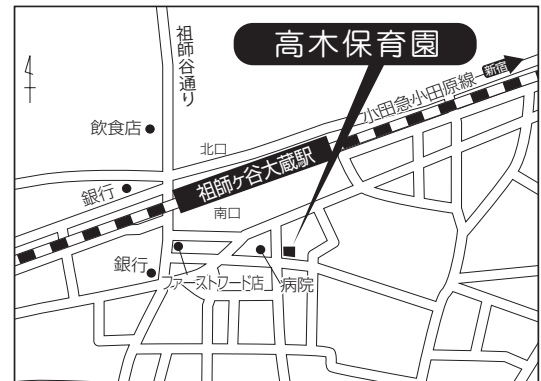 高木保育園
祖師谷通り
新宿
小田急小田原線
飲食店
北口
祖師ヶ谷大蔵駅
銀行
南口
銀行
ファーストフード店
病院